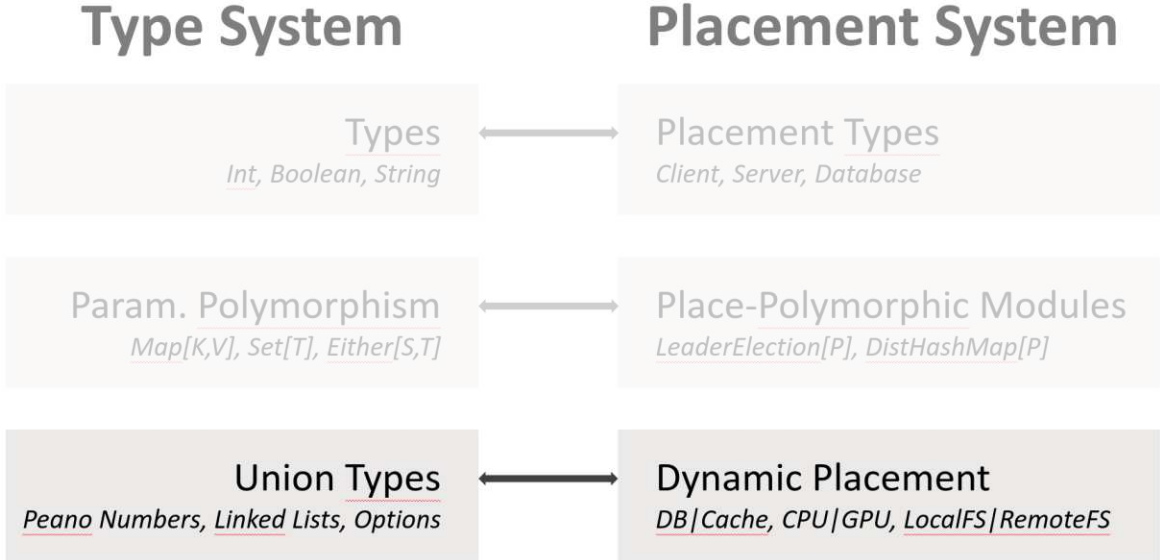 Type System
Placement System
Types
Int, Boolean, String
Placement Types
Client, Server, Database
Param. Polymorphism
Map[K,V], Set[T], Either[S,T]
Place-Polymorphic Modules
LeaderElection[P], DistHashMap[P]
Union Types
Peano Numbers, Linked Lists, Options
Dynamic Placement
DB|Cache, CPU|GPU, LocalFS|RemoteFS